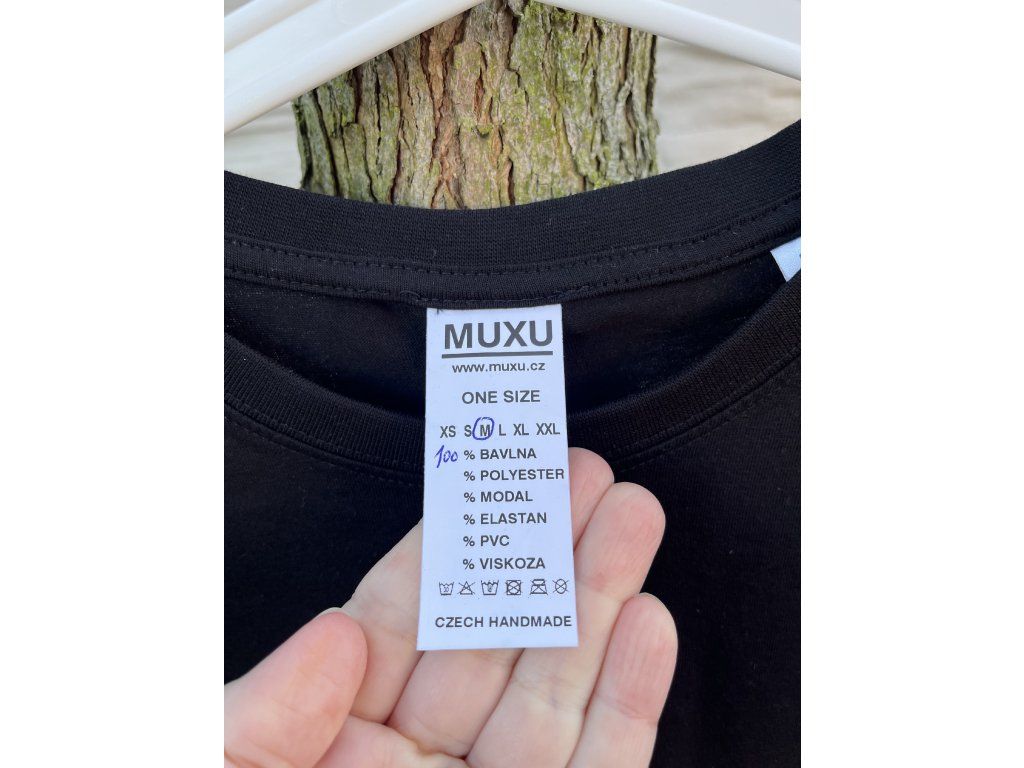 MUXU
www.muxu.cz
ONE SIZE
XS S M L XL XXL
100 % BAVLNA
% POLYESTER
% MODAL
% ELASTAN
% PVC
% VISKOZA
CZECH HANDMADE